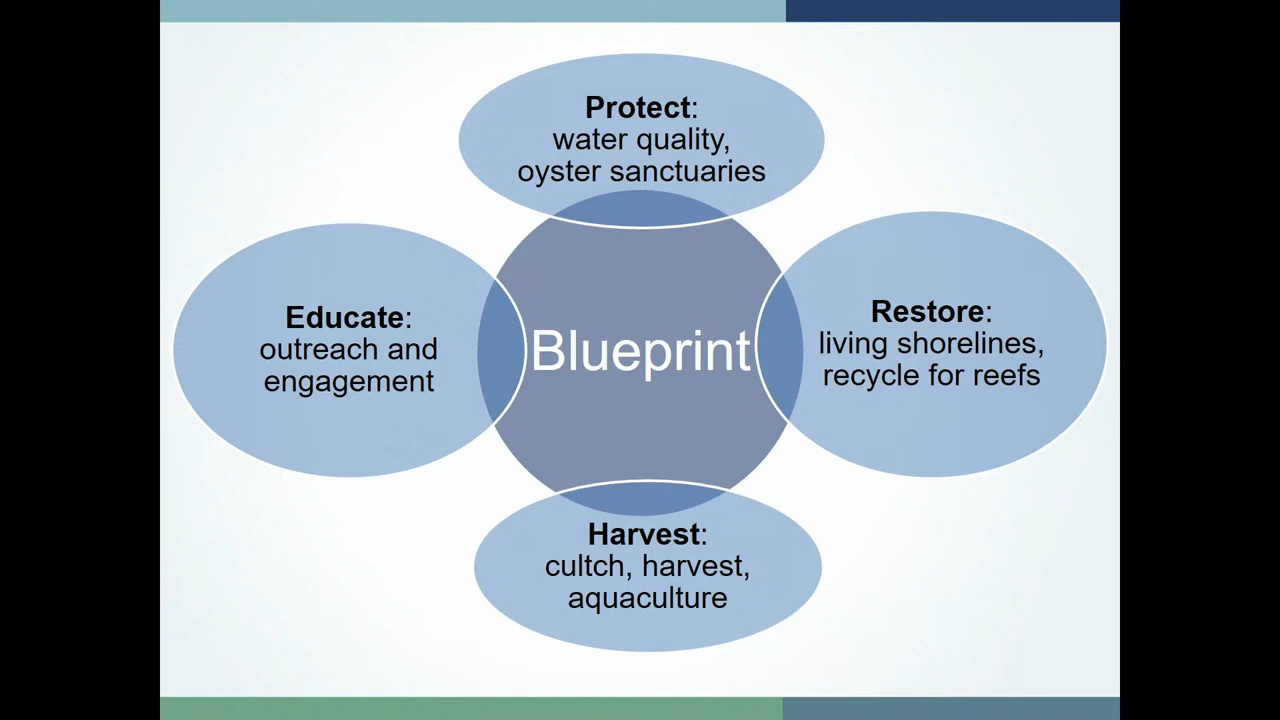 Protect:
water quality,
oyster sanctuaries
Educate:
outreach and
engagement
Blueprint
Restore:
living shorelines,
recycle for reefs
Harvest:
cultch, harvest,
aquaculture